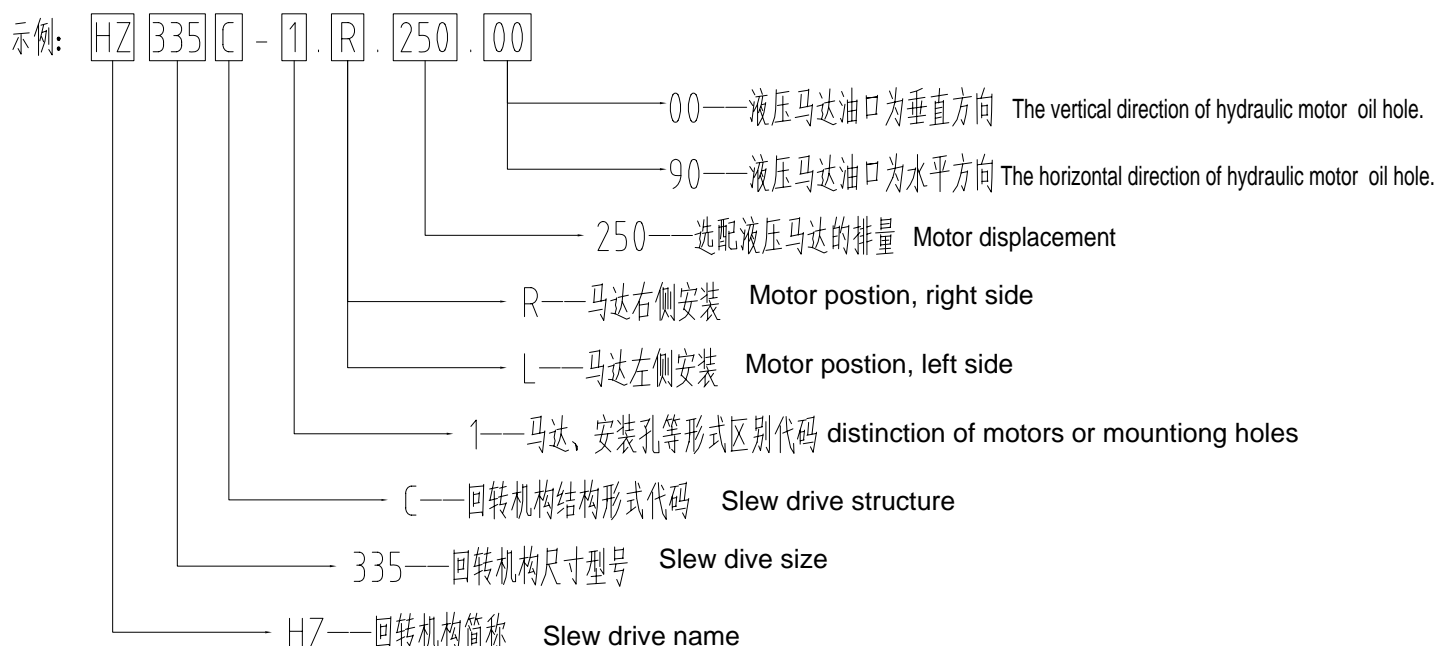 示例: HZ 335 C - 1 . R . 250 . 00
00——液压马达油口为垂直方向 The vertical direction of hydraulic motor oil hole.
90——液压马达油口为水平方向 The horizontal direction of hydraulic motor oil hole.
250——选配液压马达的排量 Motor displacement
R——马达右侧安装 Motor postion, right side
L——马达左侧安装 Motor postion, left side
1——马达、安装孔等形式区别代码 distinction of motors or mountiong holes
C——回转机构结构形式代码 Slew drive structure
335——回转机构尺寸型号 Slew dive size
HZ——回转机构简称 Slew drive name